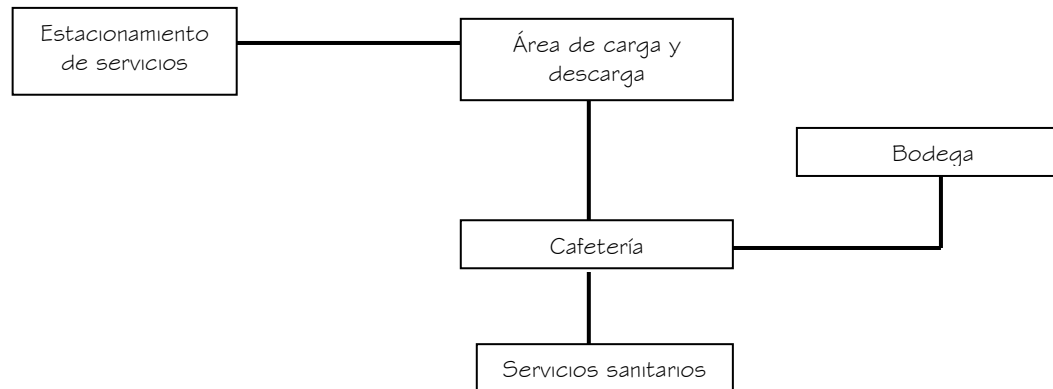 Estacionamiento
de servicios
Área de carga y
descarga
Bodega
Cafetería
Servicios sanitarios